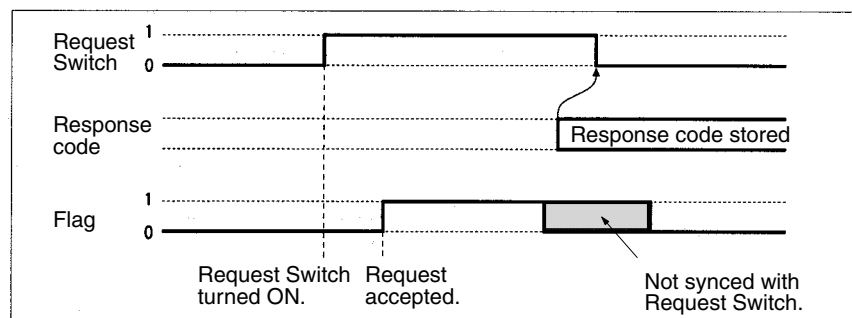 Request
Switch
1
0
Response
code
Response code stored
Flag
1
0
Request Switch
turned ON.
Request
accepted.
Not synced with
Request Switch.